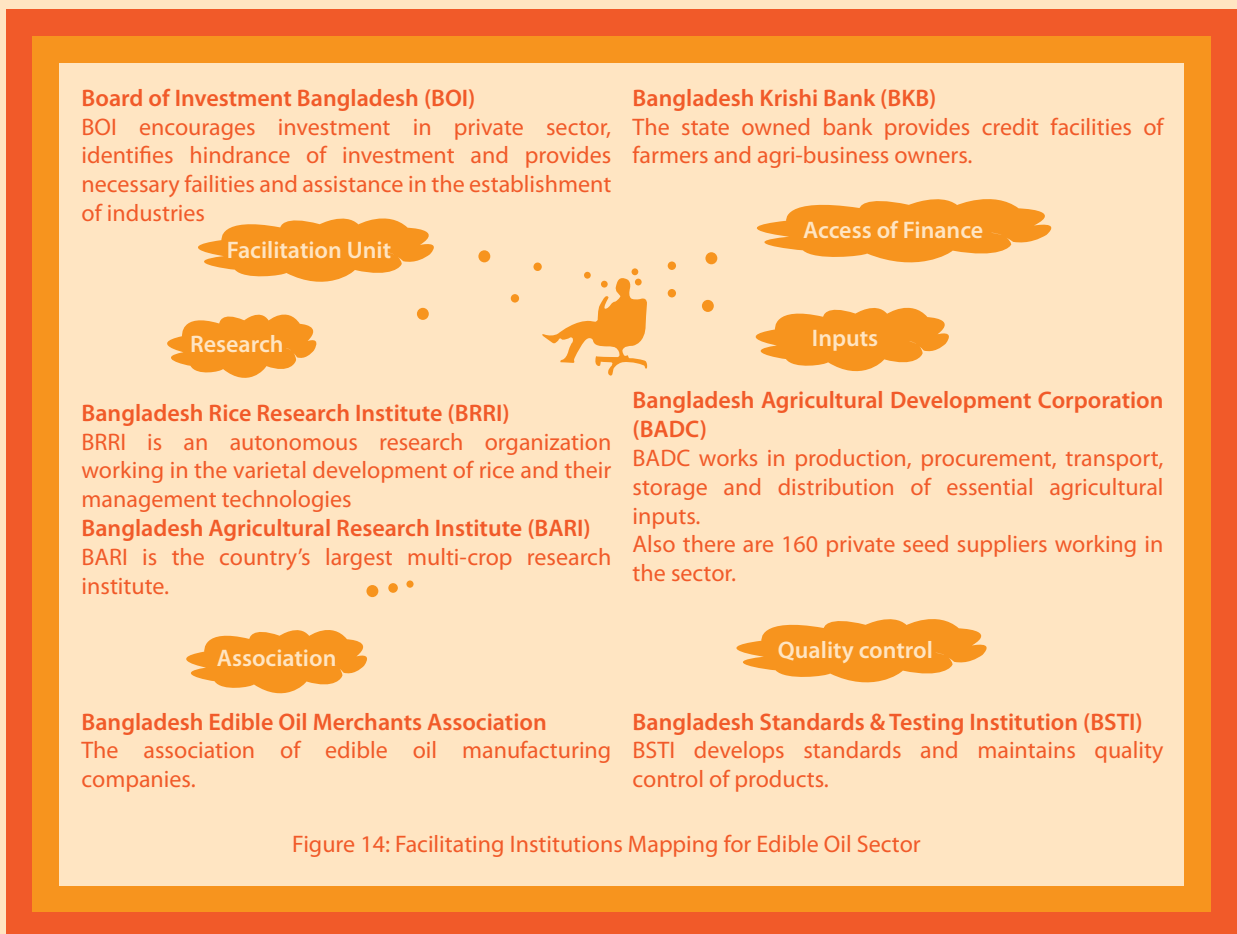 Board of Investment Bangladesh (BOI)
BOI encourages investment in private sector,
identifies hindrance of investment and provides
necessary failities and assistance in the establishment
of industries
Facilitation Unit
Research
Bangladesh Rice Research Institute (BRRI)
BRRI is an autonomous research organization
working in the varietal development of rice and their
management technologies
Bangladesh Agricultural Research Institute (BARI)
BARI is the country's largest multi-crop research
institute.
Association
Bangladesh Edible Oil Merchants Association
The association of edible oil manufacturing
companies.
Bangladesh Krishi Bank (BKB)
The state owned bank provides credit facilities of
farmers and agri-business owners.
Access of Finance
Inputs
Bangladesh Agricultural Development Corporation
(BADC)
BADC works in production, procurement, transport,
storage and distribution of essential agricultural
inputs.
Also there are 160 private seed suppliers working in
the sector.
Quality control
Bangladesh Standards & Testing Institution (BSTI)
BSTI develops standards and maintains quality
control of products.
Figure 14: Facilitating Institutions Mapping for Edible Oil Sector